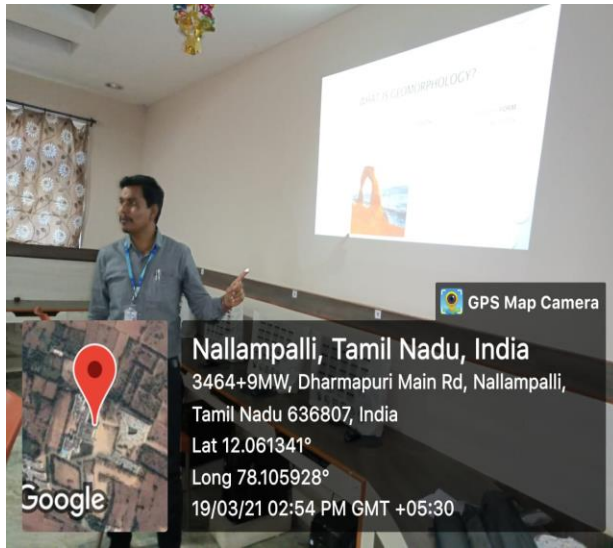 WHAT IS GEOMORPHOLOGY?
GPS Map Camera
Nallampalli, Tamil Nadu, India
3464+9MW, Dharmapuri Main Rd, Nallampalli,
Tamil Nadu 636807, India
Lat 12.061341°
Long 78.105928°
19/03/21 02:54 PM GMT +05:30
Google